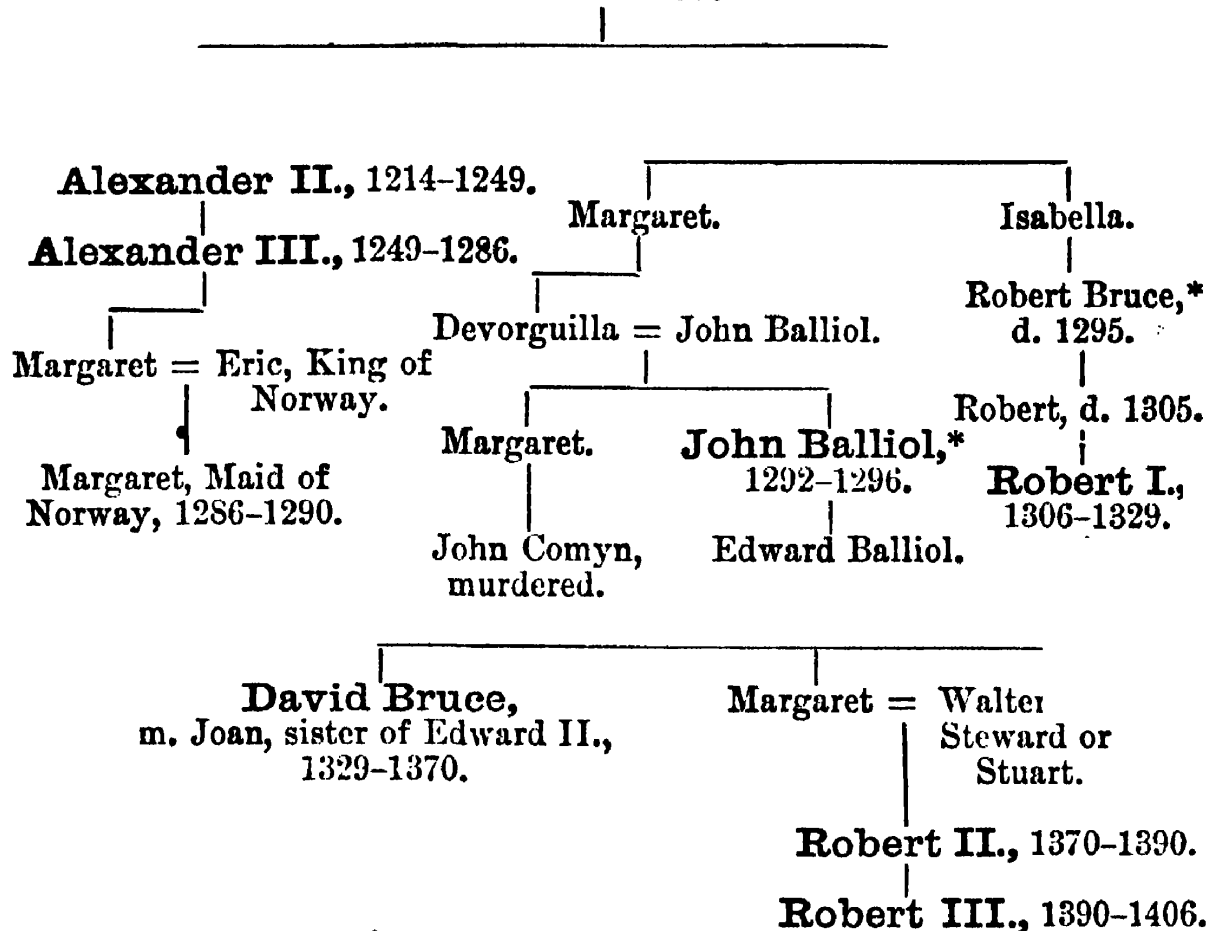 Alexander II., 1214-1249.
Margaret.
Isabella.
Alexander III., 1249-1286.
Robert Bruce,*
d. 1295.
Devorguilla = John Balliol.
Margaret = Eric, King of
Norway.
Robert, d. 1305.
Margaret.
John Balliol,*
1292-1296.
Robert I.,
1306-1329.
Margaret, Maid of
Norway, 1286-1290.
John Comyn,
murdered.
Edward Balliol.
David Bruce,
m. Joan, sister of Edward II.,
1329-1370.
Margaret = Walter
Steward or
Stuart.
Robert II., 1370-1390.
Robert III., 1390-1406.